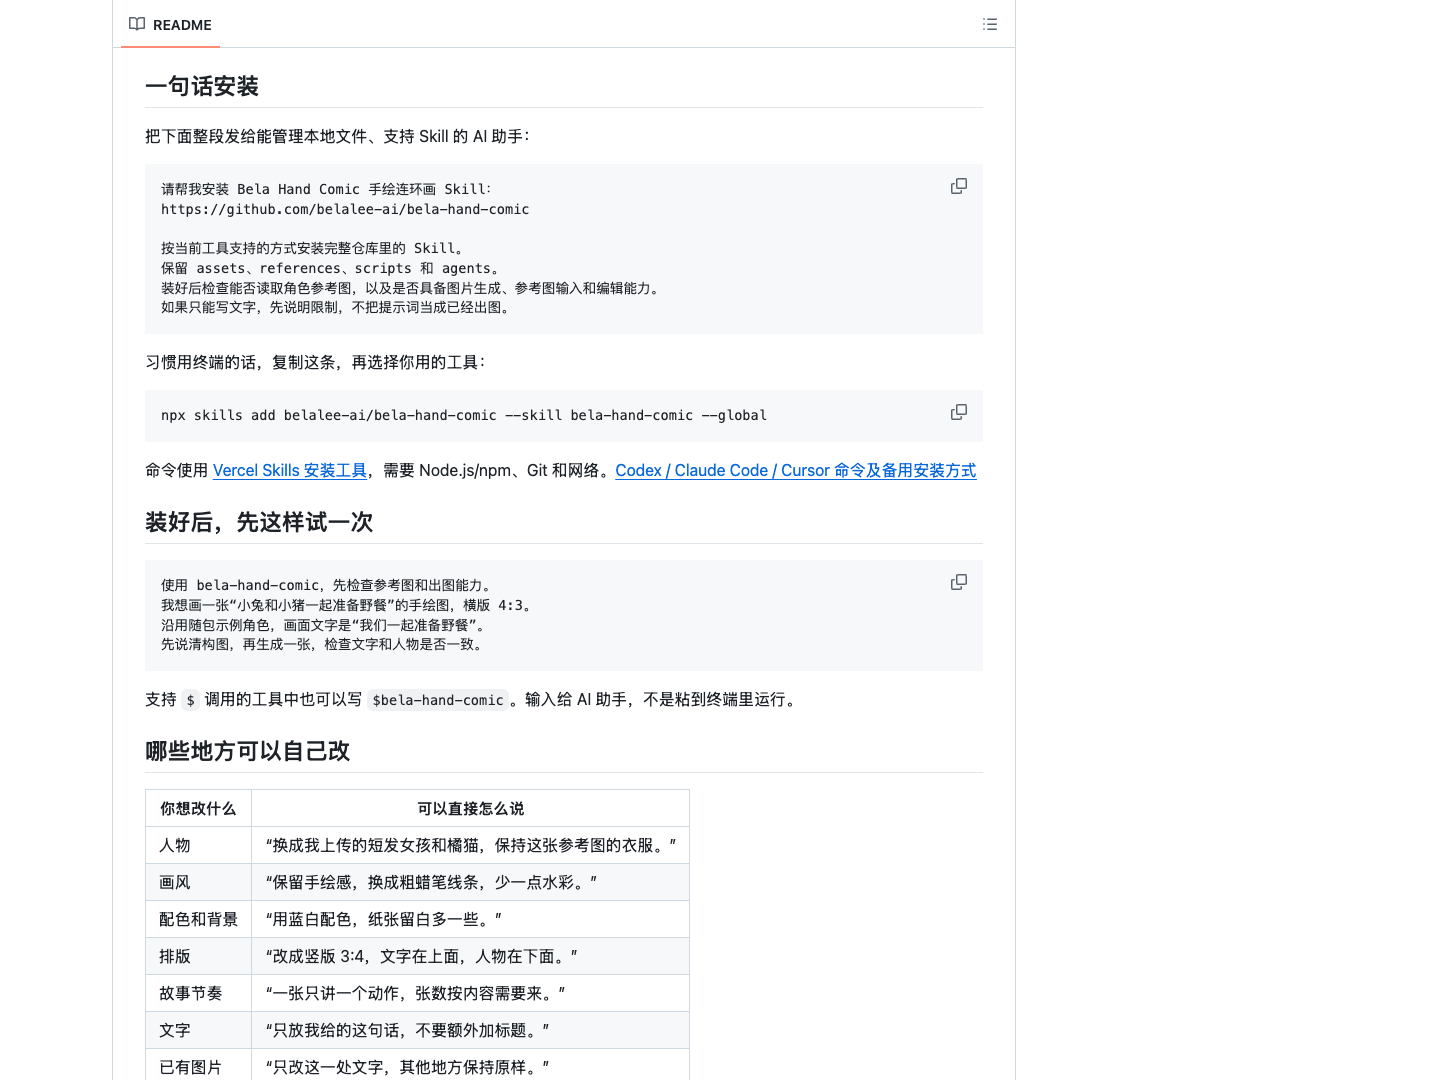 README
一句话安装
把下面整段发给能管理本地文件、支持 Skill 的 AI 助手：
请帮我安装 Bela Hand Comic 手绘连环画 Skill：
https://github.com/belalee-ai/bela-hand-comic
按当前工具支持的方式安装完整仓库里的 Skill。
保留 assets、references、scripts 和 agents。
装好后检查能否读取角色参考图，以及是否具备图片生成、参考图输入和编辑能力。
如果只能写文字，先说明限制，不把提示词当成已经出图。
习惯用终端的话，复制这条，再选择你用的工具：
npx skills add belalee-ai/bela-hand-comic --skill bela-hand-comic --global
命令使用 Vercel Skills 安装工具，需要 Node.js/npm、Git 和网络。Codex / Claude Code / Cursor 命令及备用安装方式
装好后，先这样试一次
使用 bela-hand-comic，先检查参考图和出图能力。
我想画一张“小兔和小猪一起准备野餐”的手绘图，横版 4:3。
沿用随包示例角色，画面文字是“我们一起准备野餐”。
先说清构图，再生成一张，检查文字和人物是否一致。
支持 $ 调用的工具中也可以写 $bela-hand-comic。输入给 AI 助手，不是粘到终端里运行。
哪些地方可以自己改
你想改什么 可以直接怎么说
人物 “换成我上传的短发女孩和橘猫，保持这张参考图的衣服。”
画风 “保留手绘感，换成粗蜡笔线条，少一点水彩。”
配色和背景 “用蓝白配色，纸张留白多一些。”
排版 “改成竖版 3:4，文字在上面，人物在下面。”
故事节奏 “一张只讲一个动作，张数按内容需要来。”
文字 “只放我给的这句话，不要额外加标题。”
已有图片 “只改这一处文字，其他地方保持原样。”